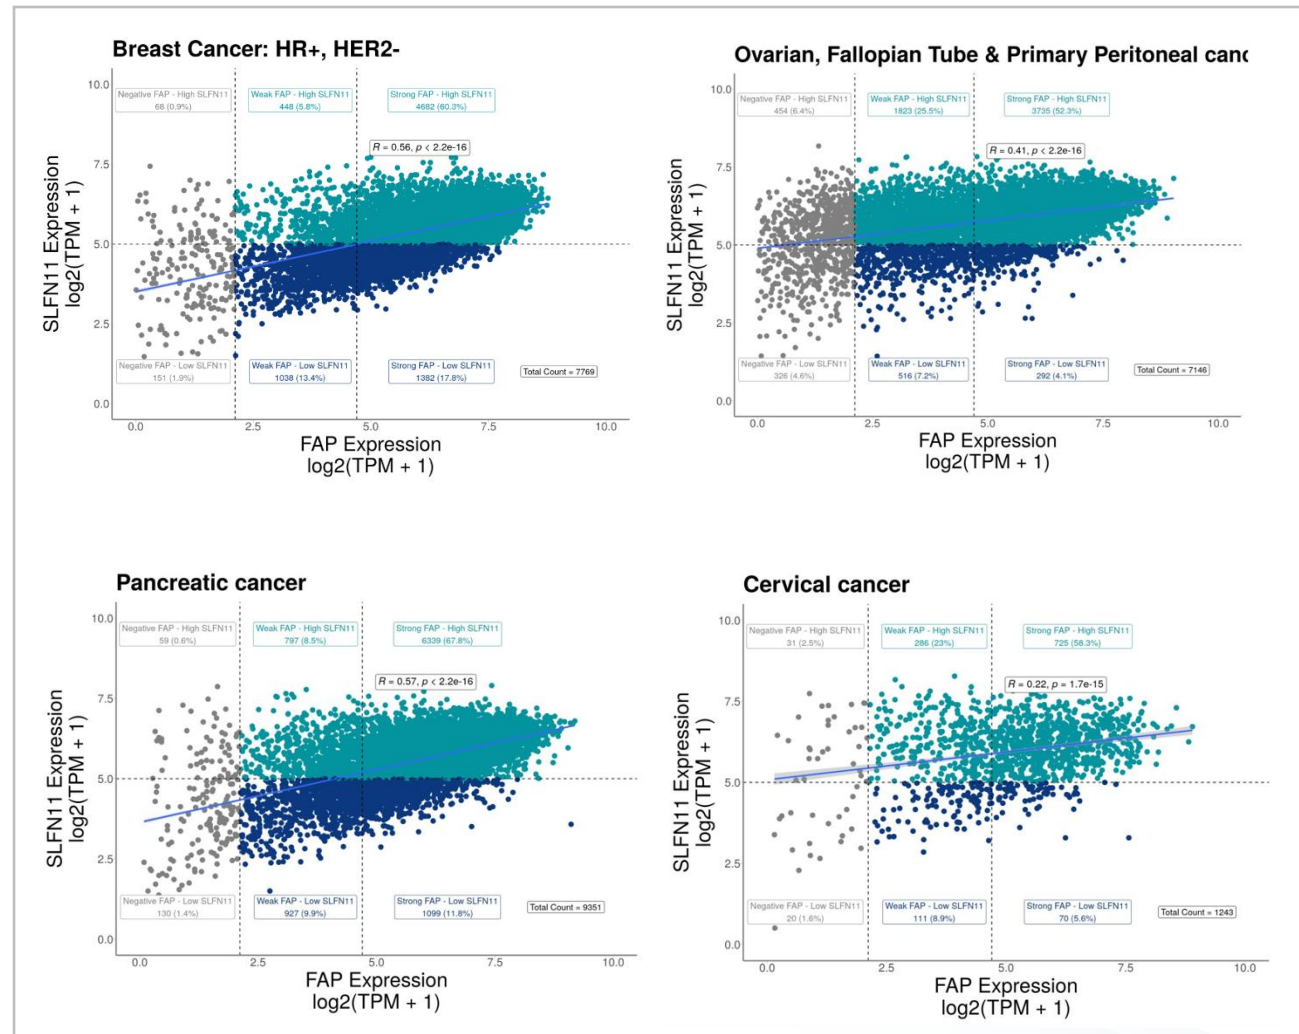 Breast Cancer: HR+, HER2-
10.0
7.5
5.0
2.5
0.0
SLFN11 Expression
log2(TPM + 1)
Negative FAP - High SLFN11
68 (0.9%)
Weak FAP - High SLFN11
448 (5.8%)
Strong FAP - High SLFN11
4682 (60.3%)
R = 0.56, p < 2.2e-16
Negative FAP - Low SLFN11
151 (1.9%)
Weak FAP - Low SLFN11
1038 (13.4%)
Strong FAP - Low SLFN11
1382 (17.8%)
Total Count = 7769
0.0 2.5 5.0 7.5 10.0
FAP Expression
log2(TPM + 1)
Ovarian, Fallopian Tube & Primary Peritoneal canc
10.0
7.5
5.0
2.5
0.0
SLFN11 Expression
log2(TPM + 1)
Negative FAP - High SLFN11
454 (6.4%)
Weak FAP - High SLFN11
1823 (25.5%)
Strong FAP - High SLFN11
3735 (52.3%)
R = 0.41, p < 2.2e-16
Negative FAP - Low SLFN11
326 (4.6%)
Weak FAP - Low SLFN11
516 (7.2%)
Strong FAP - Low SLFN11
292 (4.1%)
Total Count = 7146
0.0 2.5 5.0 7.5 10.0
FAP Expression
log2(TPM + 1)
Pancreatic cancer
10.0
7.5
5.0
2.5
0.0
SLFN11 Expression
log2(TPM + 1)
Negative FAP - High SLFN11
59 (0.6%)
Weak FAP - High SLFN11
797 (8.5%)
Strong FAP - High SLFN11
6339 (67.8%)
R = 0.57, p < 2.2e-16
Negative FAP - Low SLFN11
130 (1.4%)
Weak FAP - Low SLFN11
927 (9.9%)
Strong FAP - Low SLFN11
1099 (11.8%)
Total Count = 9351
0.0 2.5 5.0 7.5 10.0
FAP Expression
log2(TPM + 1)
Cervical cancer
10.0
7.5
5.0
2.5
0.0
SLFN11 Expression
log2(TPM + 1)
Negative FAP - High SLFN11
31 (2.5%)
Weak FAP - High SLFN11
286 (23%)
Strong FAP - High SLFN11
725 (58.3%)
R = 0.22, p = 1.7e-15
Negative FAP - Low SLFN11
20 (1.6%)
Weak FAP - Low SLFN11
111 (8.9%)
Strong FAP - Low SLFN11
70 (5.6%)
Total Count = 1243
0.0 2.5 5.0 7.5 10.0
FAP Expression
log2(TPM + 1)